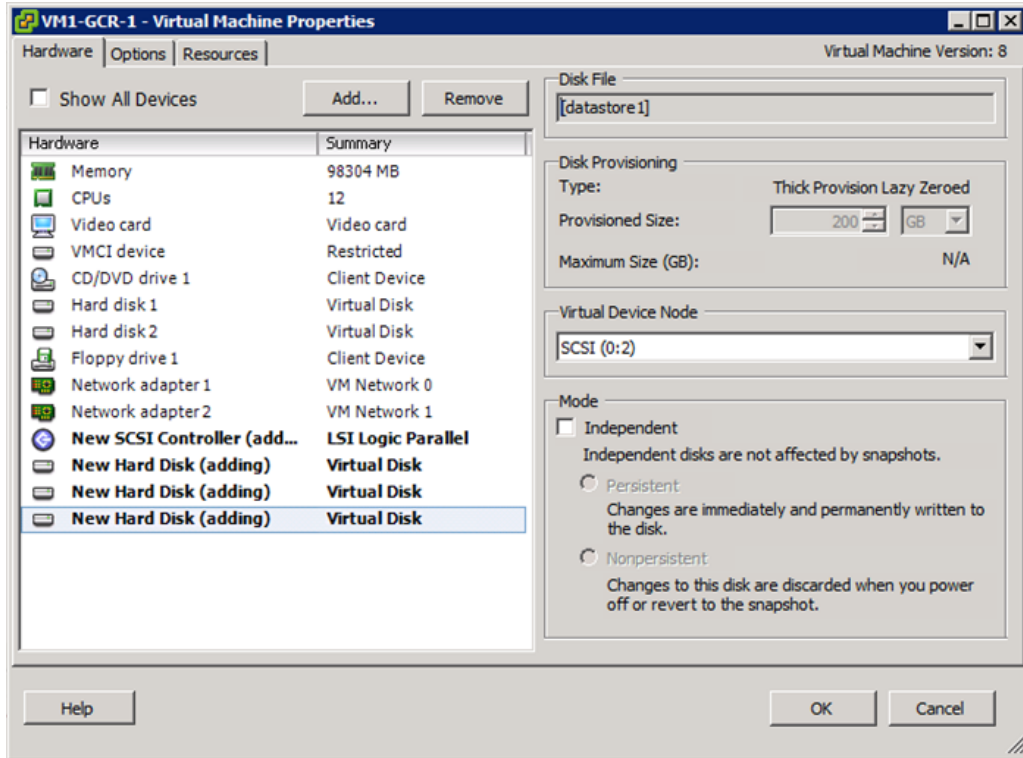 VM1-GCR-1 - Virtual Machine Properties
Hardware Options Resources Virtual Machine Version: 8
Show All Devices Add... Remove
Hardware Summary
Memory 98304 MB
CPUs 12
Video card Video card
VMCI device Restricted
CD/DVD drive 1 Client Device
Hard disk 1 Virtual Disk
Hard disk 2 Virtual Disk
Floppy drive 1 Client Device
Network adapter 1 VM Network 0
Network adapter 2 VM Network 1
New SCSI Controller (add... LSI Logic Parallel
New Hard Disk (adding) Virtual Disk
New Hard Disk (adding) Virtual Disk
New Hard Disk (adding) Virtual Disk
Disk File
[datastore1]
Disk Provisioning
Type: Thick Provision Lazy Zeroed
Provisioned Size: 200 GB
Maximum Size (GB): N/A
Virtual Device Node
SCSI (0:2)
Mode
Independent
Independent disks are not affected by snapshots.
Persistent
Changes are immediately and permanently written to
the disk.
Nonpersistent
Changes to this disk are discarded when you power
off or revert to the snapshot.
Help OK Cancel